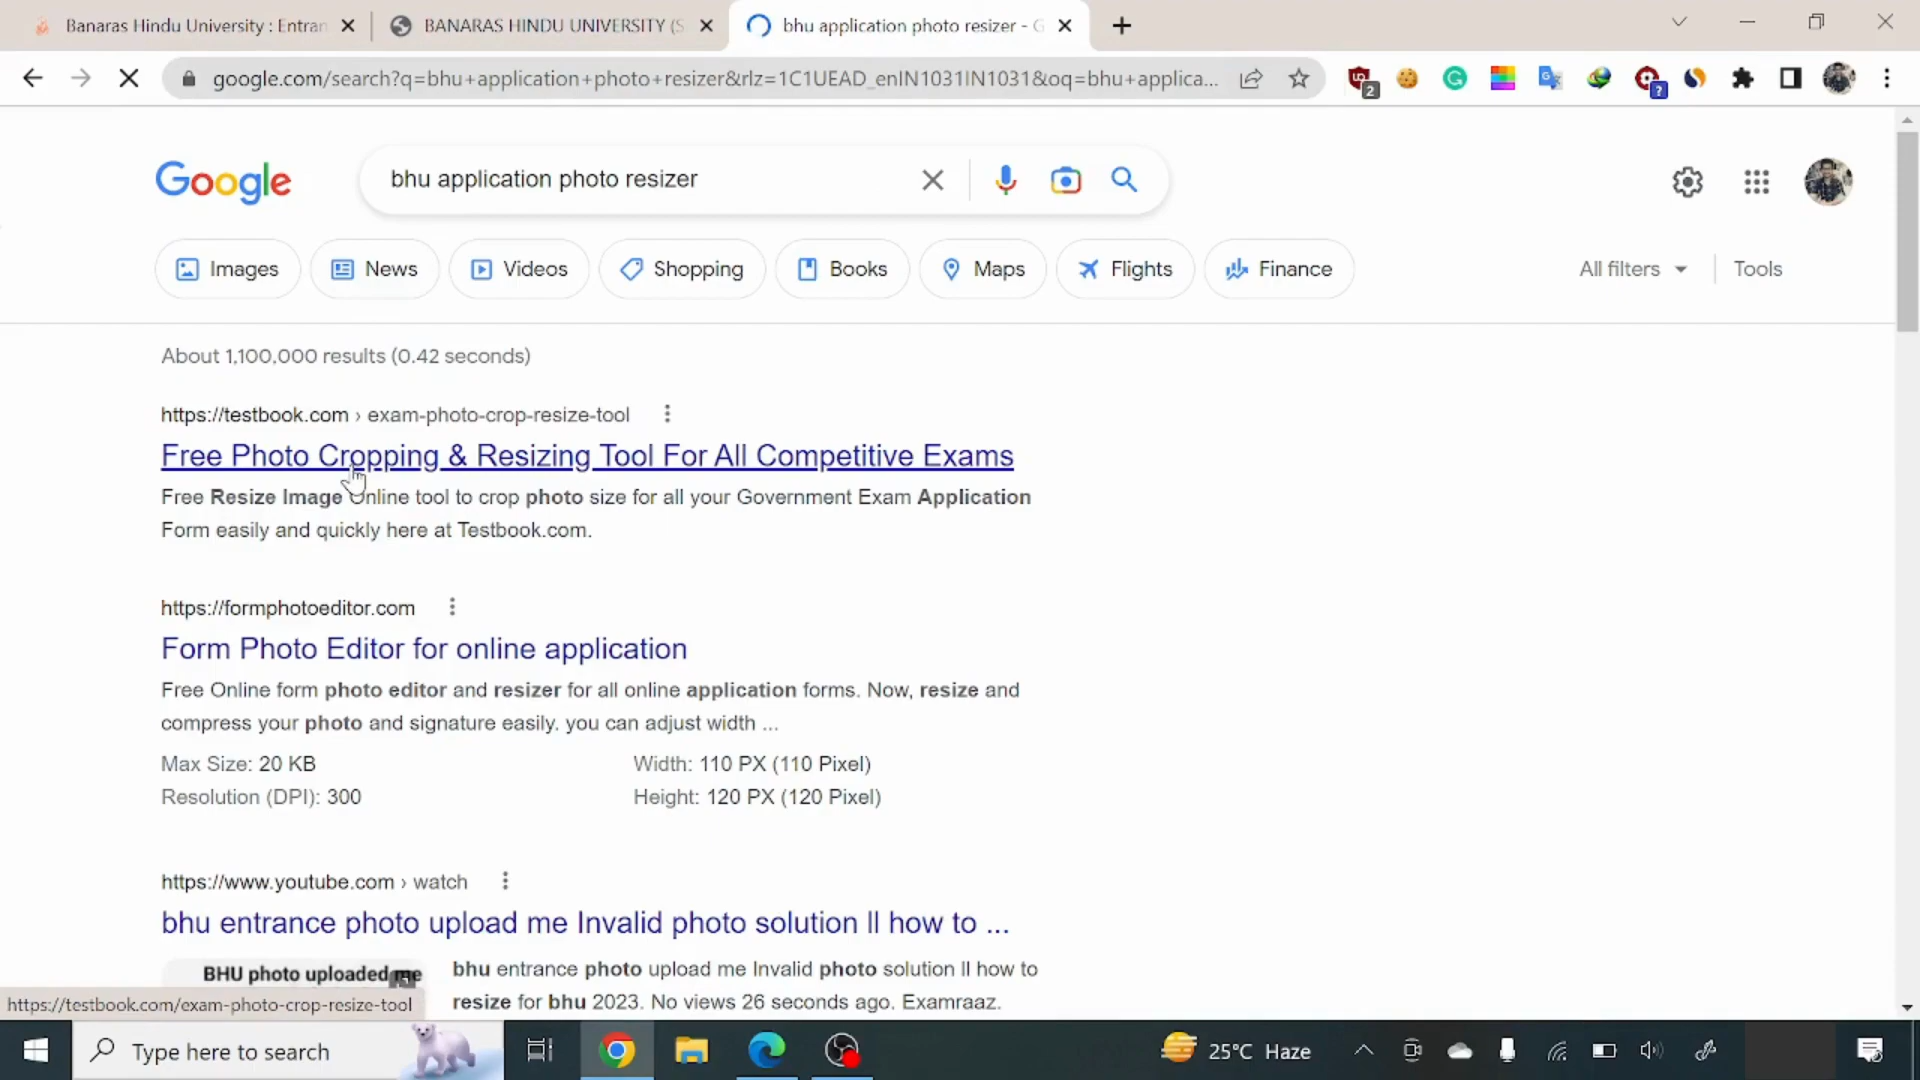 Banaras Hindu University : Entran
BANARAS HINDU UNIVERSITY (S
bhu application photo resizer - G
google.com/search?q=bhu+application+photo+resizer&rlz=1C1UEAD_enIN1031IN1031&oq=bhu+applica...
2
?
Google
bhu application photo resizer
Images
News
Videos
Shopping
Books
Maps
Flights
Finance
All filters
Tools
About 1,100,000 results (0.42 seconds)
https://testbook.com › exam-photo-crop-resize-tool
Free Photo Cropping & Resizing Tool For All Competitive Exams
Free Resize Image Online tool to crop photo size for all your Government Exam Application
Form easily and quickly here at Testbook.com.
https://formphotoeditor.com
Form Photo Editor for online application
Free Online form photo editor and resizer for all online application forms. Now, resize and
compress your photo and signature easily. you can adjust width ...
Max Size: 20 KB
Width: 110 PX (110 Pixel)
Resolution (DPI): 300
Height: 120 PX (120 Pixel)
https://www.youtube.com › watch
bhu entrance photo upload me Invalid photo solution ll how to ...
BHU photo uploaded me
bhu entrance photo upload me Invalid photo solution ll how to
resize for bhu 2023. No views 26 seconds ago. Examraaz.
https://testbook.com/exam-photo-crop-resize-tool
Type here to search
25°C Haze